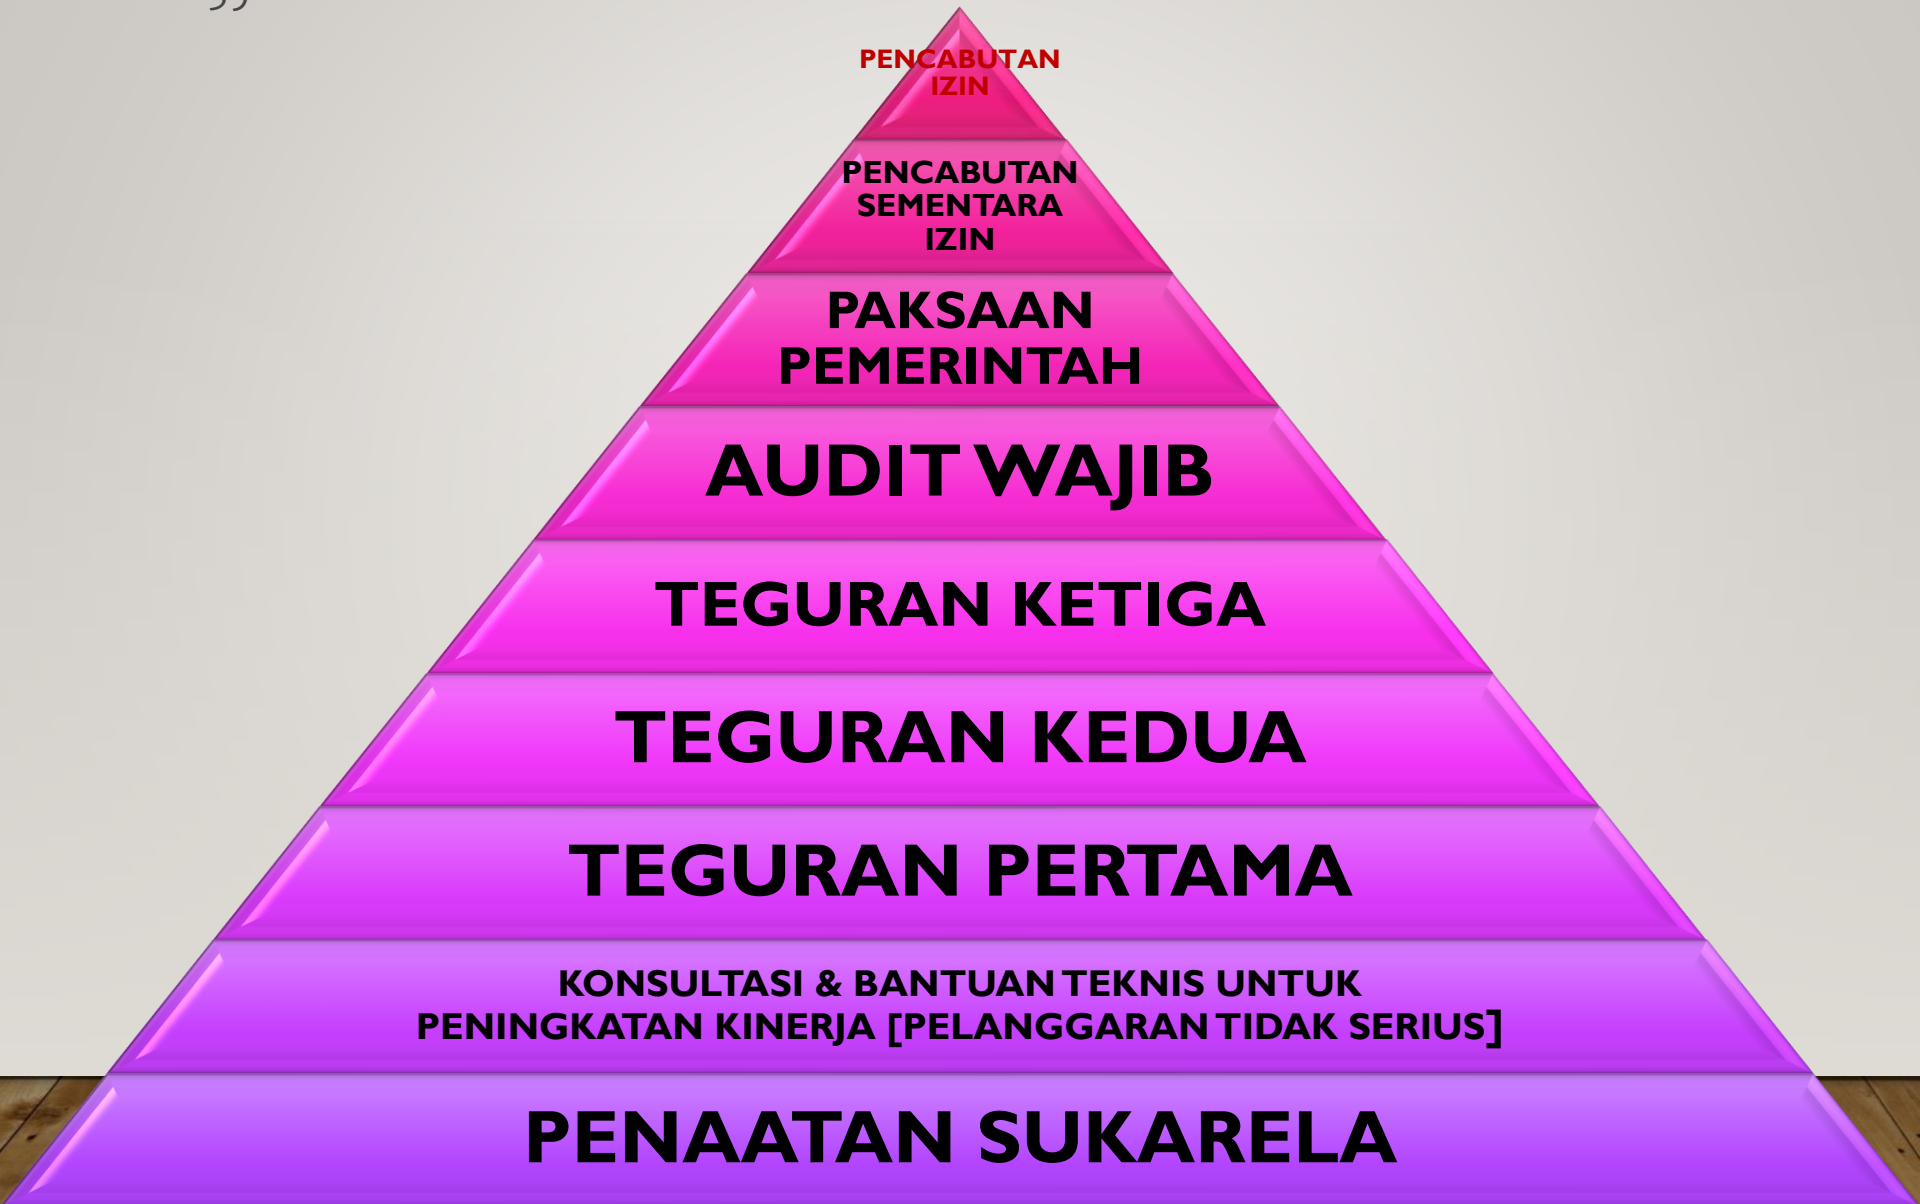 ”
PENCABUTAN
IZIN
PENCABUTAN
SEMENTARA
IZIN
PAKSAAN
PEMERINTAH
AUDIT WAJIB
TEGURAN KETIGA
TEGURAN KEDUA
TEGURAN PERTAMA
KONSULTASI & BANTUAN TEKNIS UNTUK
PENINGKATAN KINERJA [PELANGGARAN TIDAK SERIUS]
PENAATAN SUKARELA